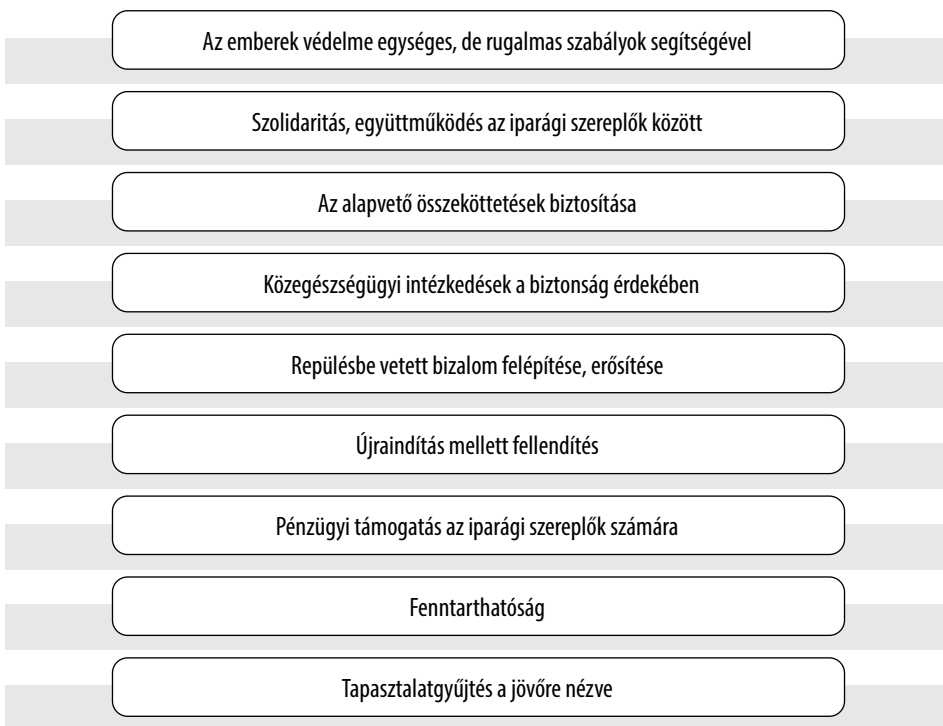 Az emberek védelme egységes, de rugalmas szabályok segítségével
Szolidaritás, együttműködés az iparági szereplők között
Az alapvető összeköttetések biztosítása
Közegészségügyi intézkedések a biztonság érdekében
Repülésbe vetett bizalom felépítése, erősítése
Újraindítás mellett fellendítés
Pénzügyi támogatás az iparági szereplők számára
Fenntarthatóság
Tapasztalatgyűjtés a jövőre nézve